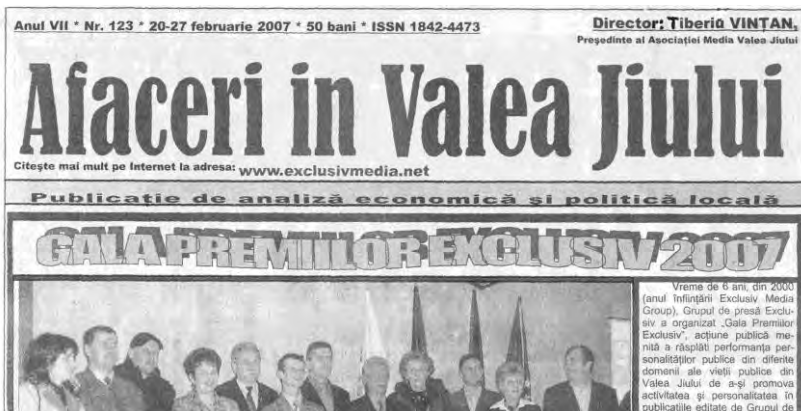 Anul VII * Nr. 123 * 20-27 februarie 2007 * 50 bani * ISSN 1842-4473
Director: Tiberia VINȚAN,
Președinte al Asociației Media Valea Jiului
Afaceri in Valea Jiului
Citește mai mult pe Internet la adresa: www.exclusivmedia.net
Publicație de analiză economică și politică locală
GALA PREMIILOR EXCLUSIV 2007
Vreme de 6 ani, din 2000
(anul înființării Exclusiv Media
Group), Grupul de presă Exclu-
siv a organizat „Gala Premiilor
Exclusiv”, acțiune publică me-
nită a răsplăti performanța per-
sonalităților publice din diferite
domenii ale vieții publice din
Valea Jiului de a-și promova
activitatea și personalitatea în
publicațiile editate de Grupul de